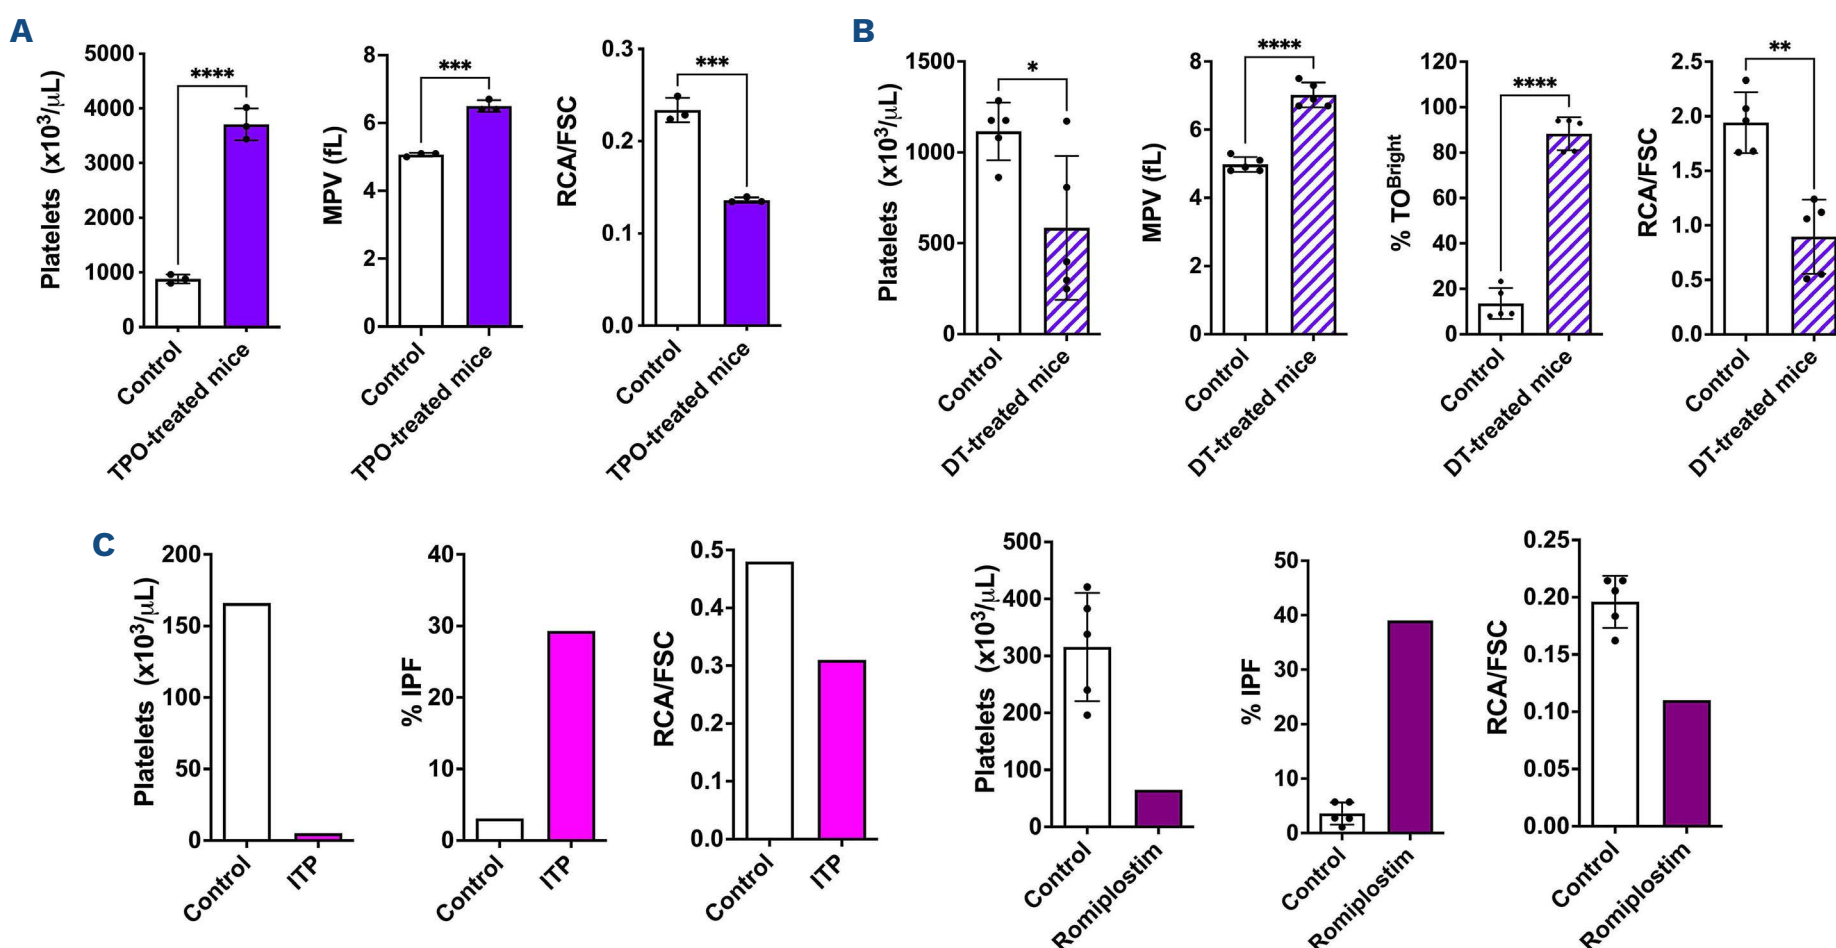 A
Platelets (x10³/μL)
5000
4000
3000
2000
1000
0
****
Control
TPO-treated mice
MPV (fL)
8
6
4
2
0
***
Control
TPO-treated mice
RCA/FSC
0.3
0.2
0.1
0.0
***
Control
TPO-treated mice
B
Platelets (x10³/μL)
1500
1000
500
0
*
Control
DT-treated mice
MPV (fL)
8
6
4
2
0
****
Control
DT-treated mice
% TOBright
120
100
80
60
40
20
0
****
Control
DT-treated mice
RCA/FSC
2.5
2.0
1.5
1.0
0.5
0.0
**
Control
DT-treated mice
C
Platelets (x10³/μL)
200
150
100
50
0
Control
ITP
% IPF
40
30
20
10
0
Control
ITP
RCA/FSC
0.5
0.4
0.3
0.2
0.1
0.0
Control
ITP
Platelets (x10³/μL)
500
400
300
200
100
0
Control
Romiplostim
% IPF
50
40
30
20
10
0
Control
Romiplostim
RCA/FSC
0.25
0.20
0.15
0.10
0.05
0.00
Control
Romiplostim